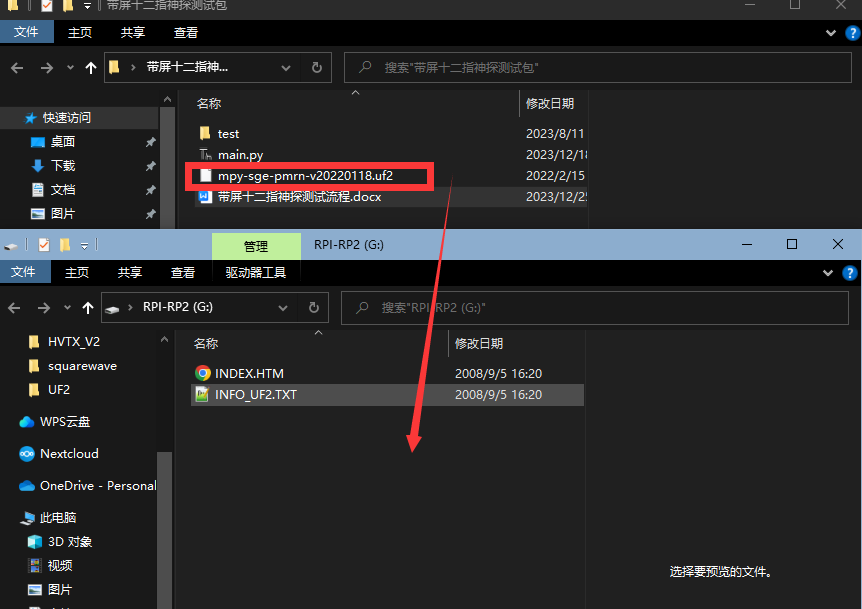 带屏十二指神探测试包
文件 主页 共享 查看
带屏十二指神... 搜索"带屏十二指神探测试包"
名称 修改日期
快速访问
桌面
下载
文档
图片
test 2023/8/11
main.py 2023/12/18
mpy-sge-pmrn-v20220118.uf2 2022/2/15
带屏十二指神探测试流程.docx 2023/12/25
管理 RPI-RP2 (G:)
文件 主页 共享 查看 驱动器工具
RPI-RP2 (G:) 搜索"RPI-RP2 (G:)"
HVTX_V2
squarewave
UF2
WPS云盘
Nextcloud
OneDrive - Personal
此电脑
3D 对象
视频
图片
名称 修改日期
INDEX.HTM 2008/9/5 16:20
INFO_UF2.TXT 2008/9/5 16:20
选择要预览的文件。